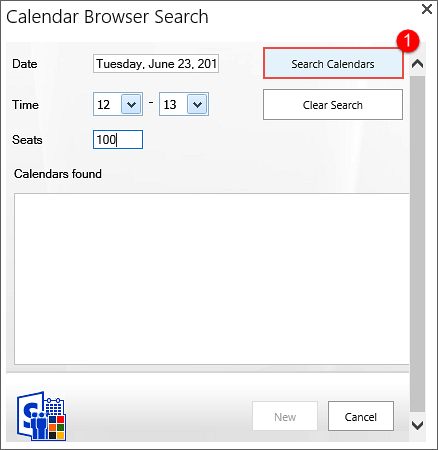 Calendar Browser Search
1
Date Tuesday, June 23, 201 Search Calendars
Time 12 - 13 Clear Search
Seats 100
Calendars found
New Cancel